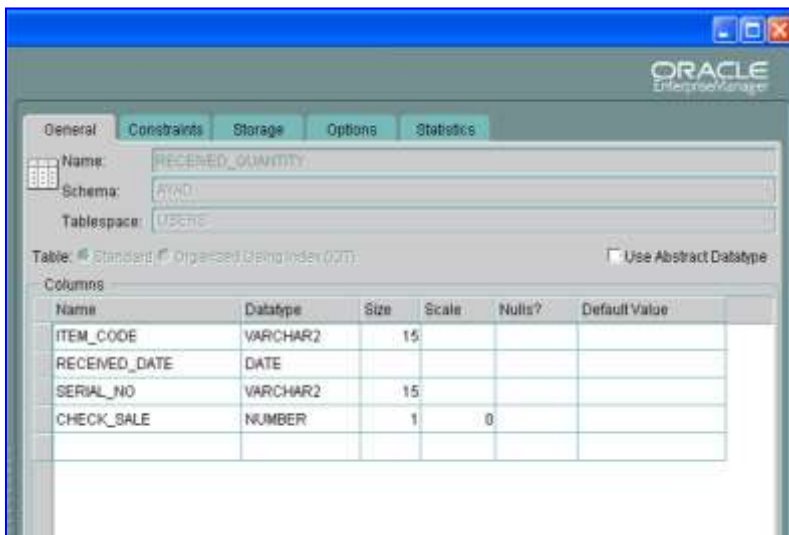 ORACLE
EnterpriseManager
General Constraints Storage Options Statistics
Name: RECEIVED_QUANTITY
Schema: AYAD
Tablespace: USERS
Table: Standard Organized Using Index (IOT) Use Abstract Datatype
Columns
Name Datatype Size Scale Nulls? Default Value
ITEM_CODE VARCHAR2 15
RECEIVED_DATE DATE
SERIAL_NO VARCHAR2 15
CHECK_SALE NUMBER 1 0